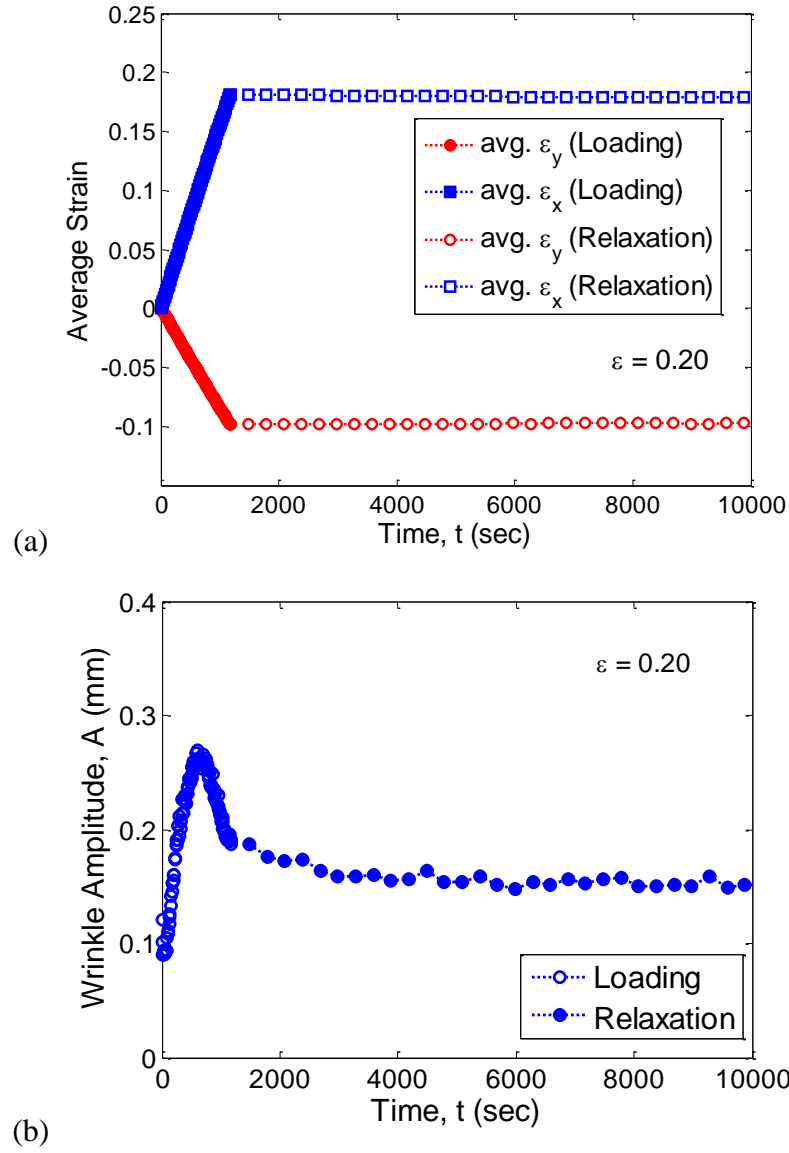 0.25
0.2
0.15
0.1
0.05
0
-0.05
-0.1
Average Strain
avg. εy (Loading)
avg. εx (Loading)
avg. εy (Relaxation)
avg. εx (Relaxation)
ε = 0.20
0 2000 4000 6000 8000 10000
Time, t (sec)
(a)
0.4
0.3
0.2
0.1
0
Wrinkle Amplitude, A (mm)
ε = 0.20
Loading
Relaxation
0 2000 4000 6000 8000 10000
Time, t (sec)
(b)